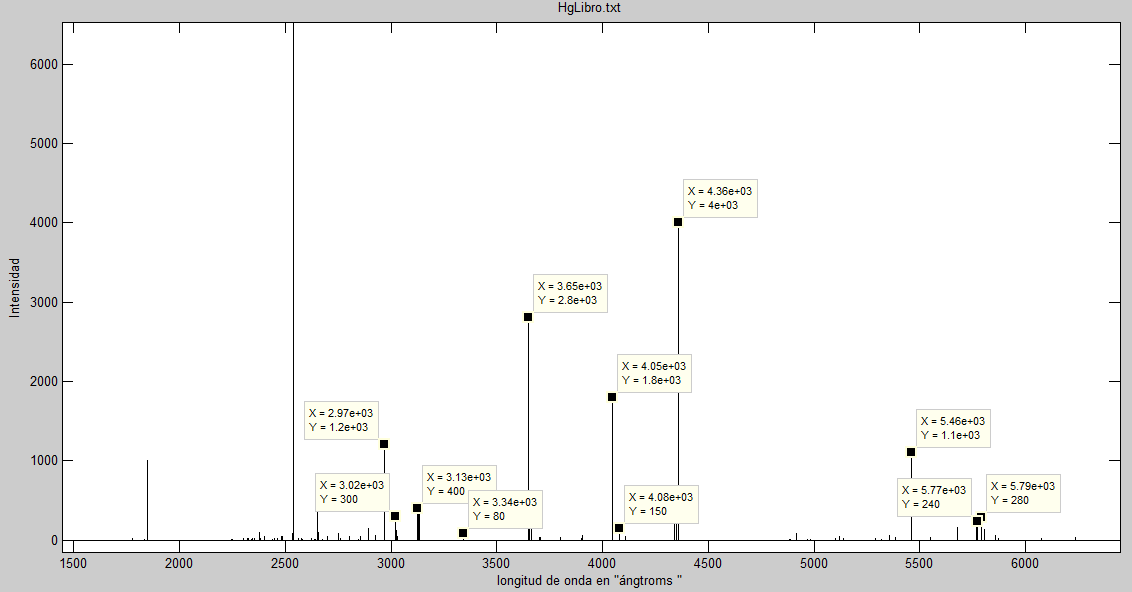 HgLibro.txt
6000
5000
4000
3000
2000
1000
0
Intensidad
X = 4.36e+03
Y = 4e+03
X = 3.65e+03
Y = 2.8e+03
X = 4.05e+03
Y = 1.8e+03
X = 2.97e+03
Y = 1.2e+03
X = 5.46e+03
Y = 1.1e+03
X = 3.02e+03
Y = 300
X = 3.13e+03
Y = 400
X = 3.34e+03
Y = 80
X = 4.08e+03
Y = 150
X = 5.77e+03
Y = 240
X = 5.79e+03
Y = 280
1500 2000 2500 3000 3500 4000 4500 5000 5500 6000
longitud de onda en "ángtroms "